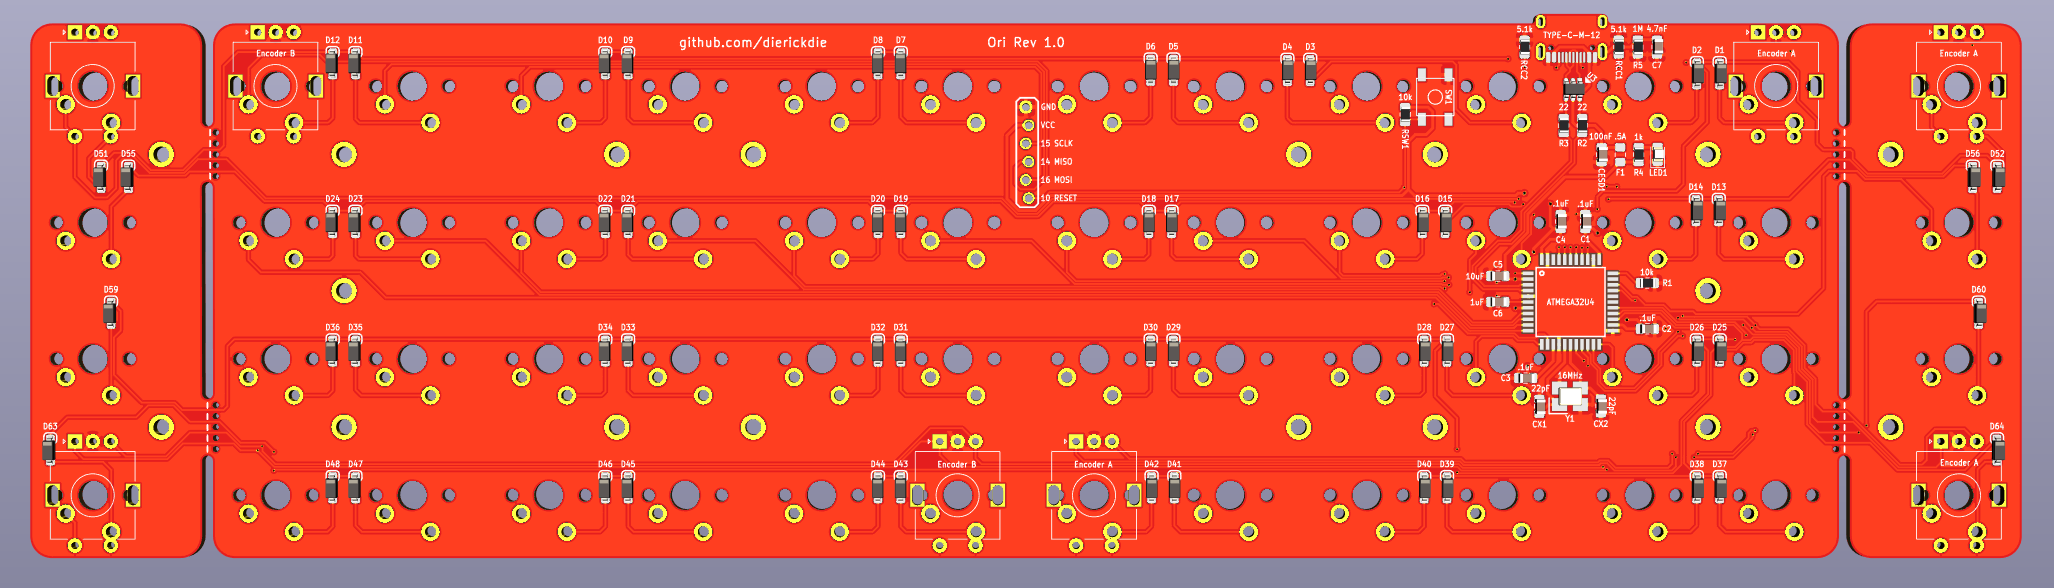 github.com/dierickdie
Ori Rev 1.0
5.1k
TYPE-C-M-12
5.1k
1M
4.7nF
RCC2
RCC1
R5
C7
Encoder B
D12
D11
D10
D9
D8
D7
D6
D5
D4
D3
D2
D1
Encoder A
Encoder A
U1
SW1
10k
RSW1
GND
VCC
15 SCLK
14 MISO
16 MOSI
10 RESET
22
22
R3
R2
100nF
.5A
1k
CESD1
F1
R4
LED1
D51
D55
D56
D52
D24
D23
D22
D21
D20
D19
D18
D17
D16
D15
D14
D13
.1uF
.1uF
C4
C1
C5
10uF
1uF
C6
ATMEGA32U4
10k
R1
.1uF
C2
D59
D60
D36
D35
D34
D33
D32
D31
D30
D29
D28
D27
D26
D25
.1uF
C3
16MHz
22pF
22pF
CX1
Y1
CX2
D63
D64
Encoder B
Encoder A
Encoder A
D48
D47
D46
D45
D44
D43
D42
D41
D40
D39
D38
D37